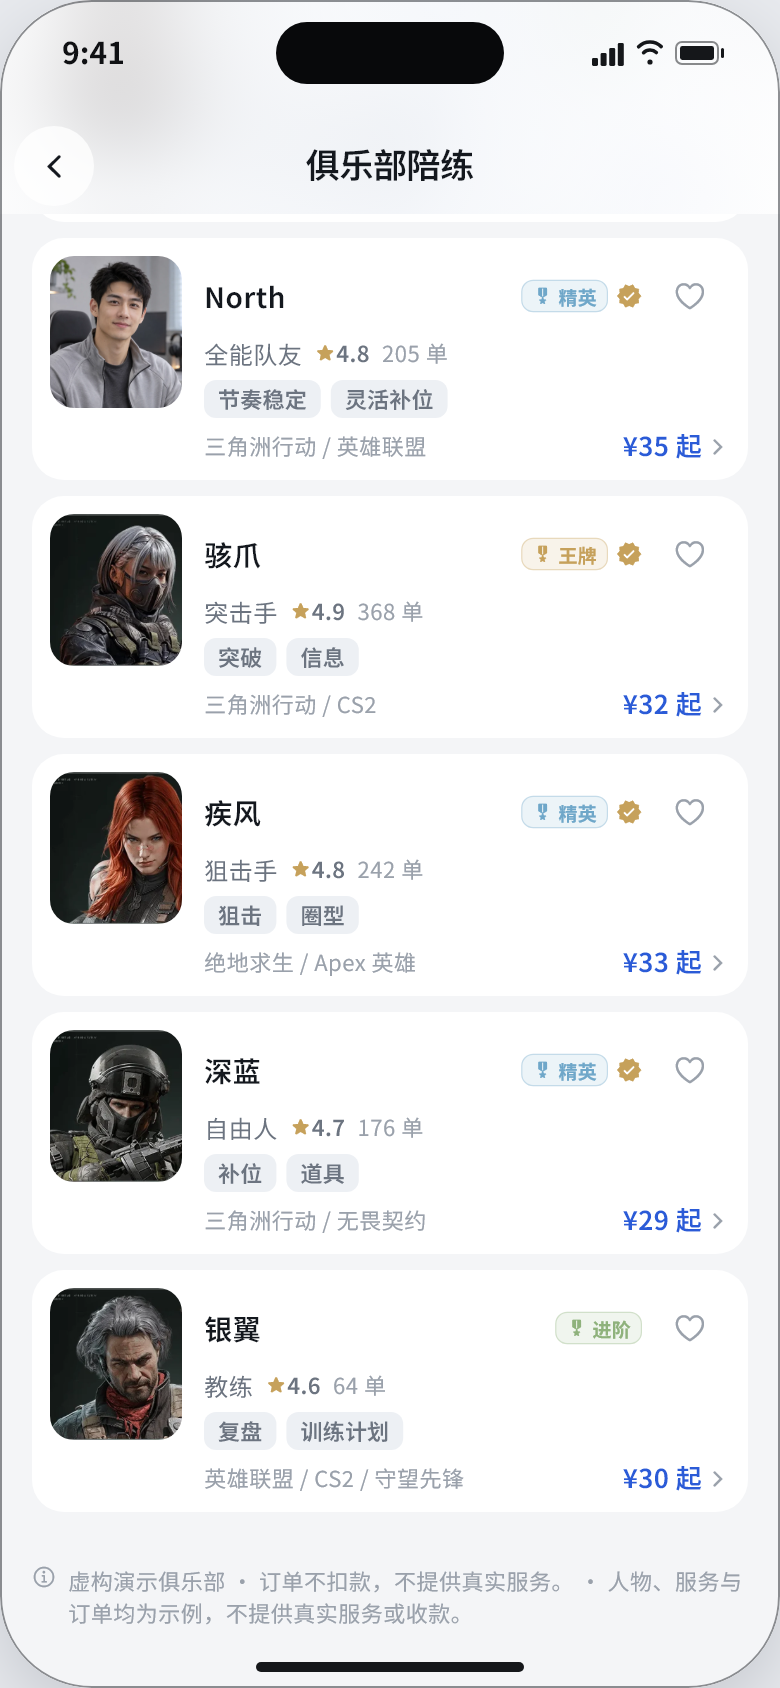 9:41
俱乐部陪练
North 精英
全能队友 4.8 205 单
节奏稳定 灵活补位
三角洲行动 / 英雄联盟 ¥35 起
骇爪 王牌
突击手 4.9 368 单
突破 信息
三角洲行动 / CS2 ¥32 起
疾风 精英
狙击手 4.8 242 单
狙击 圈型
绝地求生 / Apex 英雄 ¥33 起
深蓝 精英
自由人 4.7 176 单
补位 道具
三角洲行动 / 无畏契约 ¥29 起
银翼 进阶
教练 4.6 64 单
复盘 训练计划
英雄联盟 / CS2 / 守望先锋 ¥30 起
虚构演示俱乐部 · 订单不扣款，不提供真实服务。 · 人物、服务与
订单均为示例，不提供真实服务或收款。